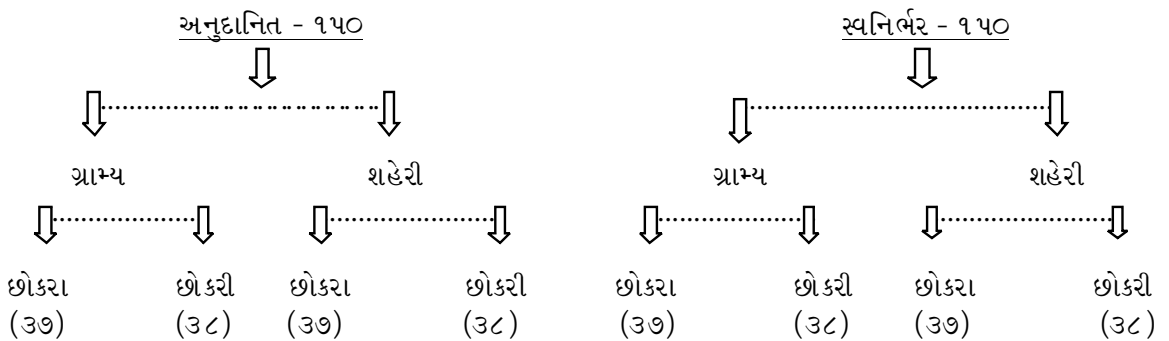 અનુદાનિત - ૧૫૦ સ્વનિર્ભર - ૧૫૦
ગ્રામ્ય શહેરી ગ્રામ્ય શહેરી
છોકરા છોકરી છોકરા છોકરી છોકરા છોકરી છોકરા છોકરી
(૩૭) (૩૮) (૩૭) (૩૮) (૩૭) (૩૮) (૩૭) (૩૮)